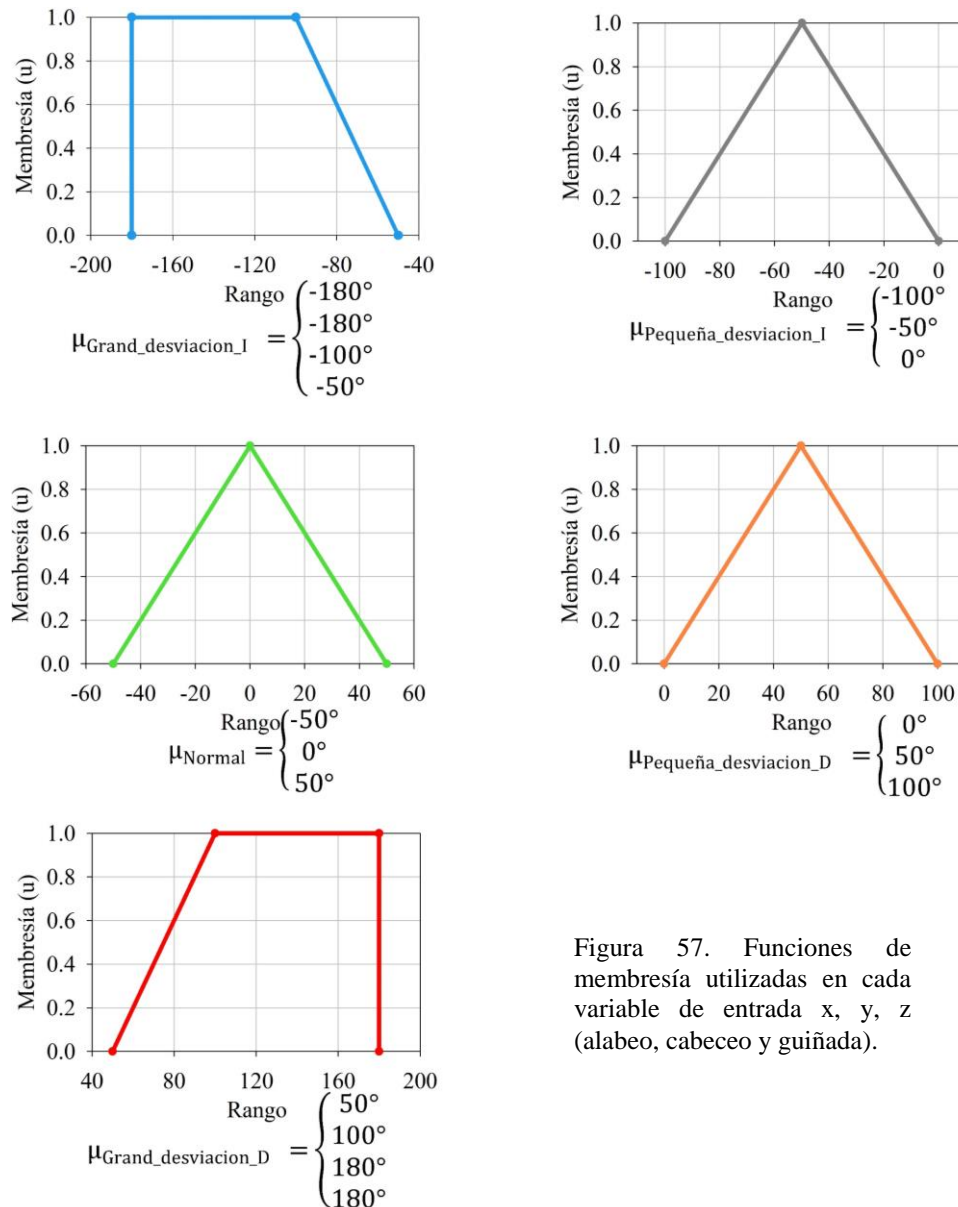 1.0
0.8
0.6
0.4
0.2
0.0
Membresía (u)
-200 -160 -120 -80 -40
Rango
μGrand_desviacion_I = {-180°
-180°
-100°
-50°
1.0
0.8
0.6
0.4
0.2
0.0
Membresía (u)
-100 -80 -60 -40 -20 0
Rango
μPequeña_desviacion_I = {-100°
-50°
0°
1.0
0.8
0.6
0.4
0.2
0.0
Membresía (u)
-60 -40 -20 0 20 40 60
Rango
μNormal = {-50°
0°
50°
1.0
0.8
0.6
0.4
0.2
0.0
Membresía (u)
0 20 40 60 80 100
Rango
μPequeña_desviacion_D = {0°
50°
100°
1.0
0.8
0.6
0.4
0.2
0.0
Membresía (u)
40 80 120 160 200
Rango
μGrand_desviacion_D = {50°
100°
180°
180°
Figura 57. Funciones de
membresía utilizadas en cada
variable de entrada x, y, z
(alabeo, cabeceo y guiñada).